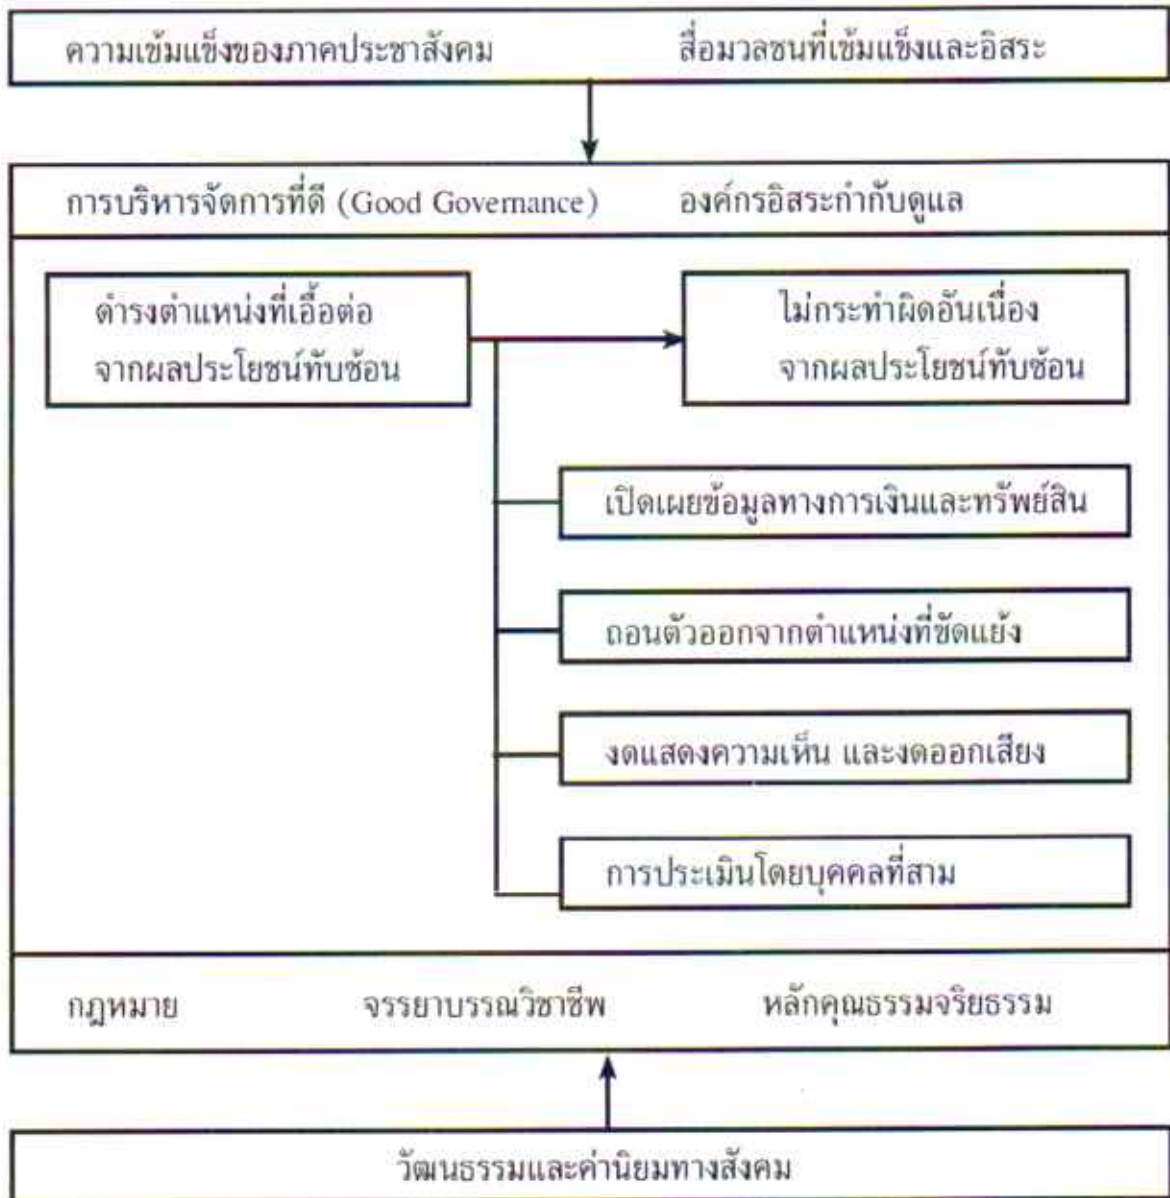 ความเข้มแข็งของภาคประชาสังคม สื่อมวลชนที่เข้มแข็งและอิสระ
การบริหารจัดการที่ดี (Good Governance) องค์กรอิสระกำกับดูแล
ดำรงตำแหน่งที่เอื้อต่อ
จากผลประโยชน์ทับซ้อน
ไม่กระทำผิดอันเนื่อง
จากผลประโยชน์ทับซ้อน
เปิดเผยข้อมูลทางการเงินและทรัพย์สิน
ถอนตัวออกจากตำแหน่งที่ขัดแย้ง
งดแสดงความเห็น และงดออกเสียง
การประเมินโดยบุคคลที่สาม
กฎหมาย จรรยาบรรณวิชาชีพ หลักคุณธรรมจริยธรรม
วัฒนธรรมและค่านิยมทางสังคม